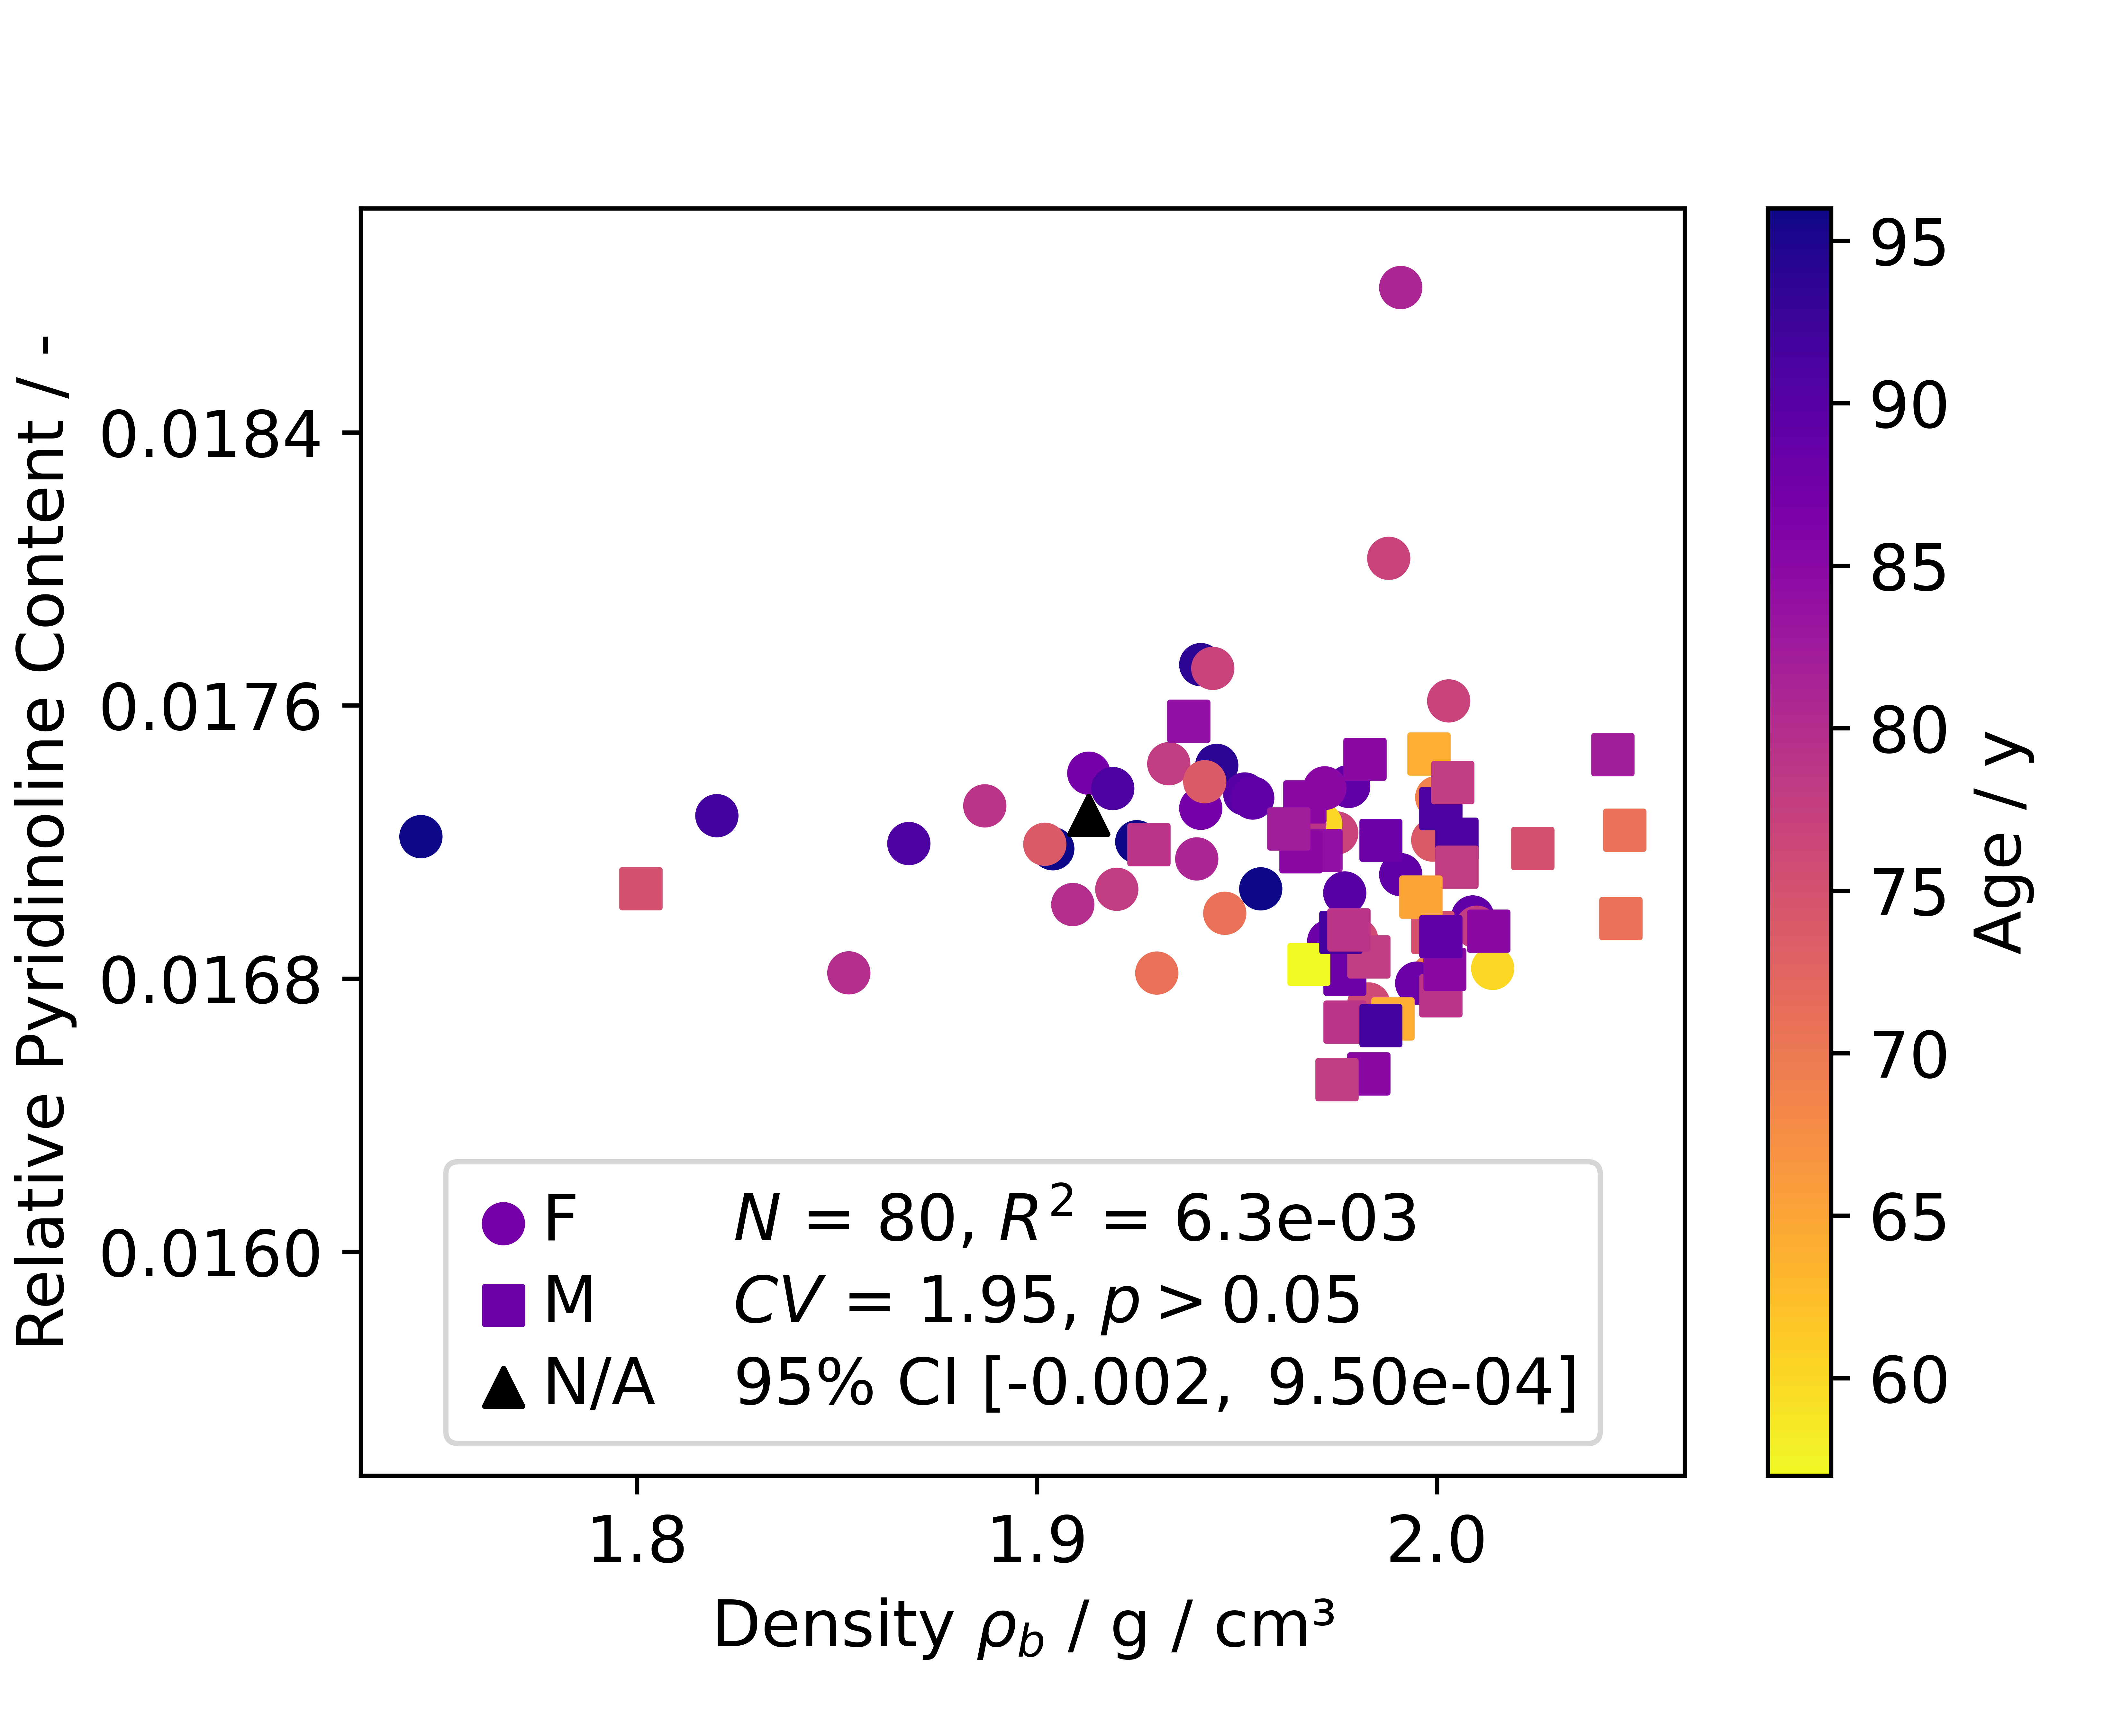 Relative Pyridinoline Content / -
0.0184
0.0176
0.0168
0.0160
F N = 80, R² = 6.3e-03
M CV = 1.95, p > 0.05
N/A 95% CI [-0.002, 9.50e-04]
1.8 1.9 2.0
Density ρb / g / cm³
95
90
85
80
75
70
65
60
Age / y